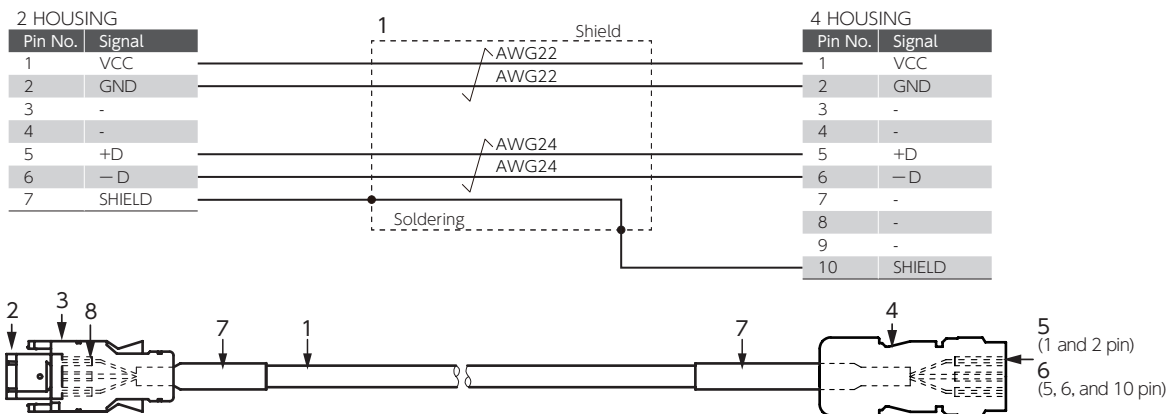 2 HOUSING
Pin No. Signal
1 VCC
2 GND
3 -
4 -
5 +D
6 －D
7 SHIELD
1
Shield
AWG22
AWG22
AWG24
AWG24
Soldering
4 HOUSING
Pin No. Signal
1 VCC
2 GND
3 -
4 -
5 +D
6 －D
7 -
8 -
9 -
10 SHIELD
2 3 8 7 1 7 4
5
(1 and 2 pin)
6
(5, 6, and 10 pin)